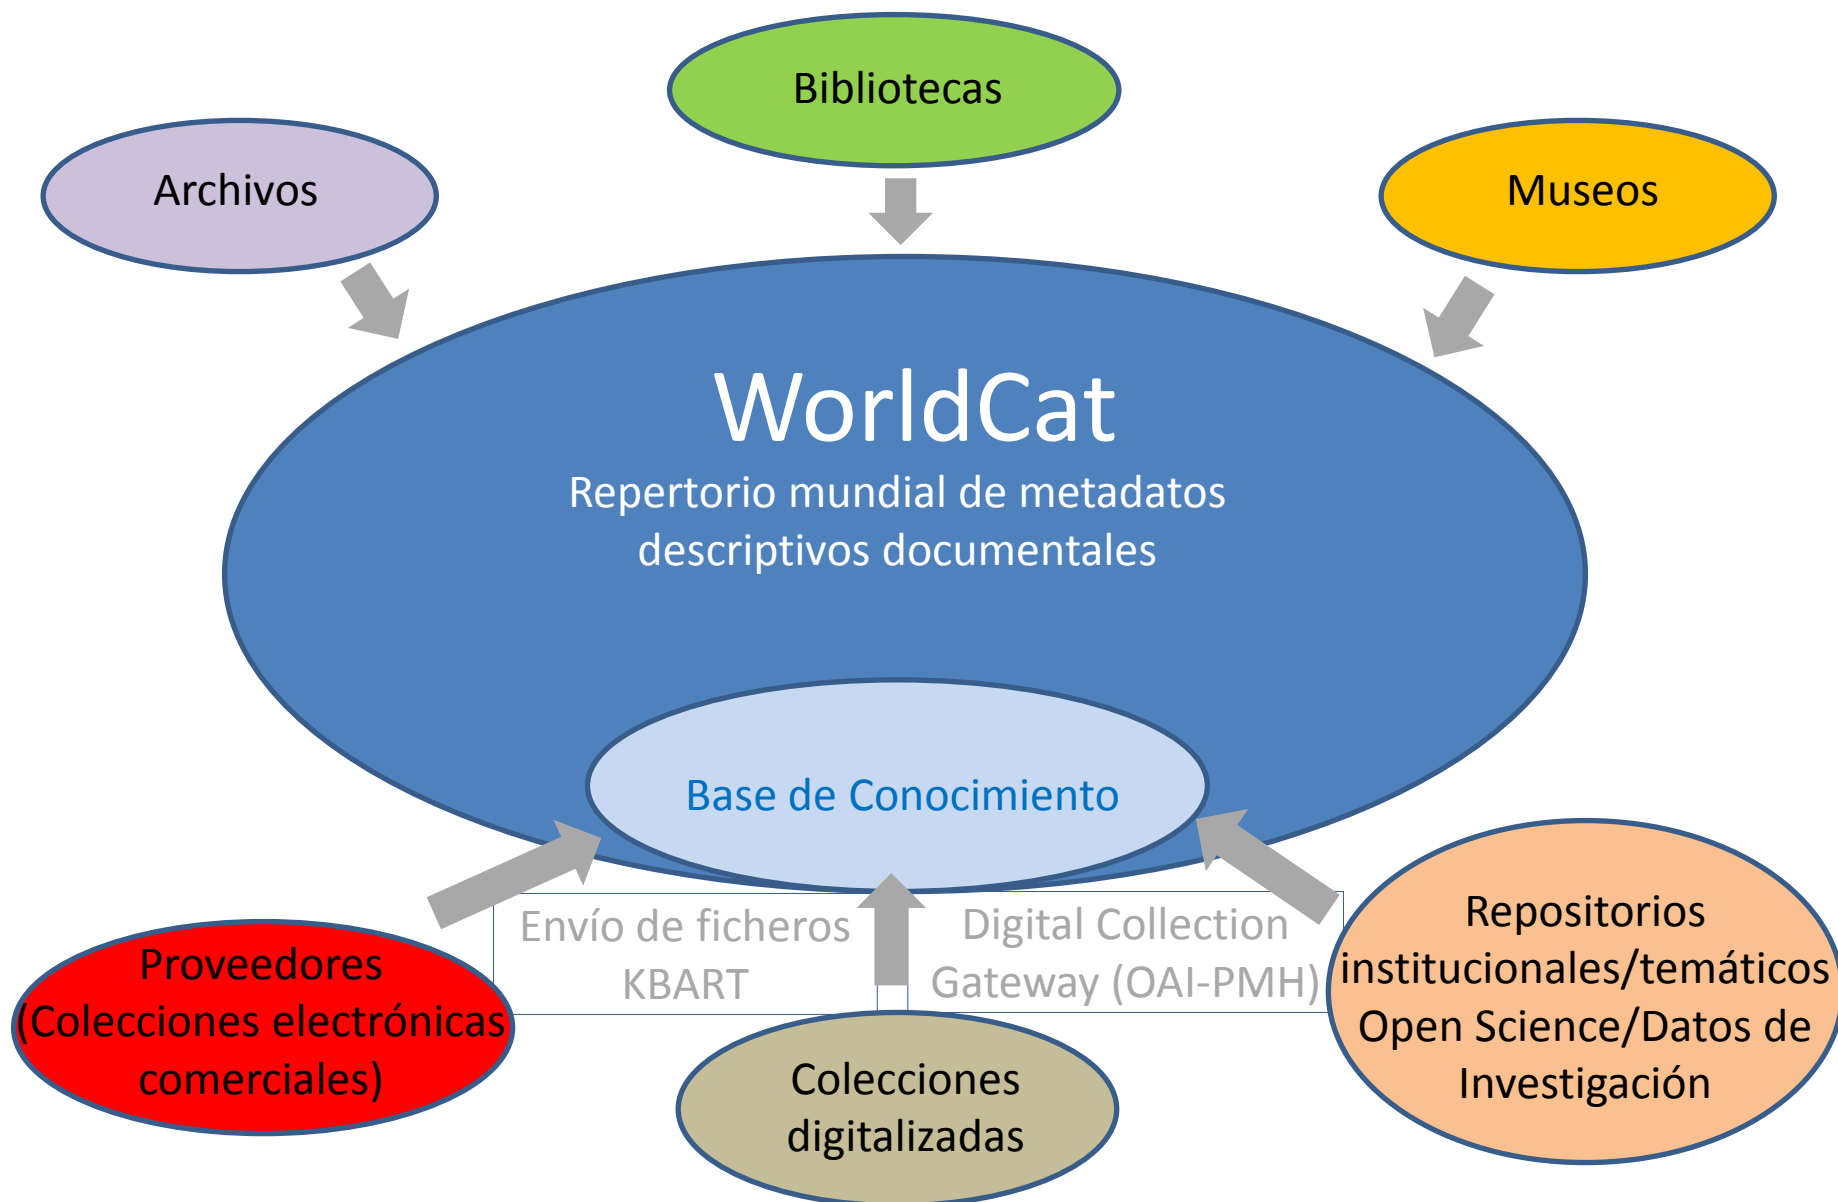 Bibliotecas
Archivos
Museos
WorldCat
Repertorio mundial de metadatos
descriptivos documentales
Base de Conocimiento
Envío de ficheros
KBART
Digital Collection
Gateway (OAI-PMH)
Proveedores
(Colecciones electrónicas
comerciales)
Colecciones
digitalizadas
Repositorios
institucionales/temáticos
Open Science/Datos de
Investigación